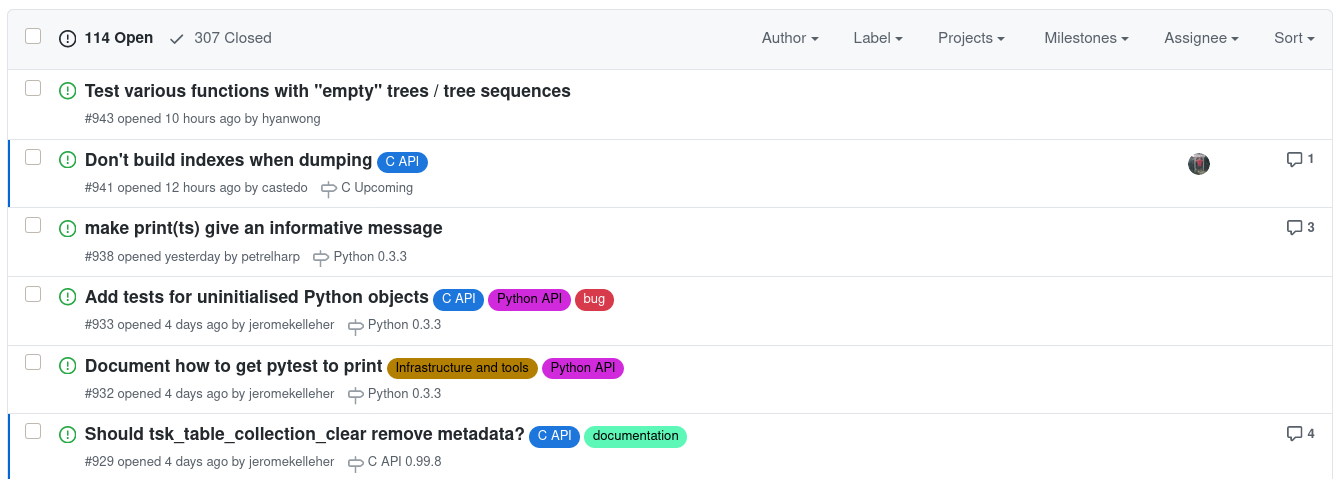 114 Open 307 Closed Author Label Projects Milestones Assignee Sort
Test various functions with "empty" trees / tree sequences
#943 opened 10 hours ago by hyanwong
Don't build indexes when dumping C API 1
#941 opened 12 hours ago by castedo C Upcoming
make print(ts) give an informative message 3
#938 opened yesterday by petrelharp Python 0.3.3
Add tests for uninitialised Python objects C API Python API bug
#933 opened 4 days ago by jeromekelleher Python 0.3.3
Document how to get pytest to print Infrastructure and tools Python API
#932 opened 4 days ago by jeromekelleher Python 0.3.3
Should tsk_table_collection_clear remove metadata? C API documentation 4
#929 opened 4 days ago by jeromekelleher C API 0.99.8